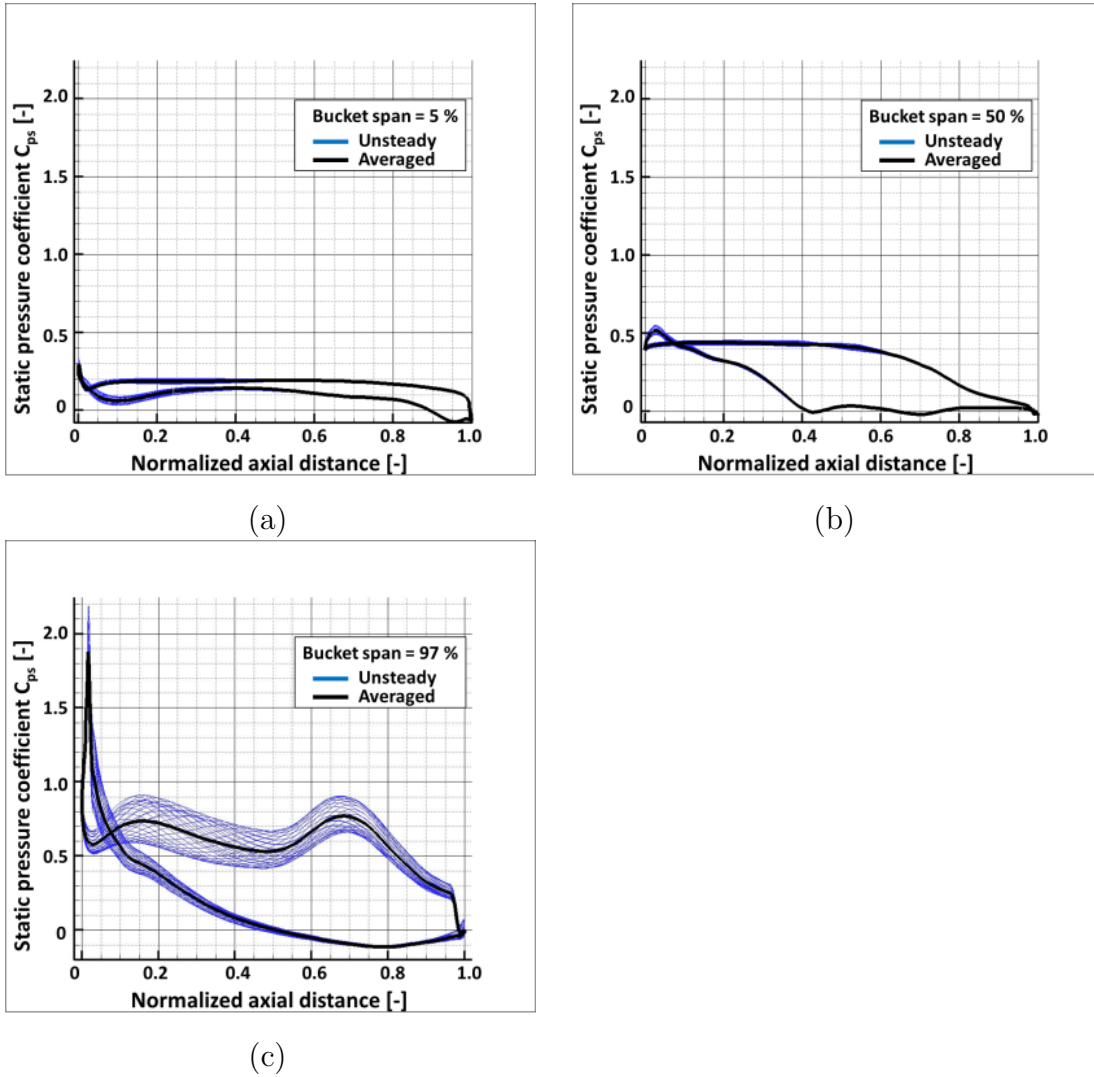 2.0
1.5
1.0
0.5
0
Static pressure coefficient C_ps [-]
Bucket span = 5 %
Unsteady
Averaged
0 0.2 0.4 0.6 0.8 1.0
Normalized axial distance [-]
(a)
2.0
1.5
1.0
0.5
0
Static pressure coefficient C_ps [-]
Bucket span = 50 %
Unsteady
Averaged
0 0.2 0.4 0.6 0.8 1.0
Normalized axial distance [-]
(b)
2.0
1.5
1.0
0.5
0
Static pressure coefficient C_ps [-]
Bucket span = 97 %
Unsteady
Averaged
0 0.2 0.4 0.6 0.8 1.0
Normalized axial distance [-]
(c)